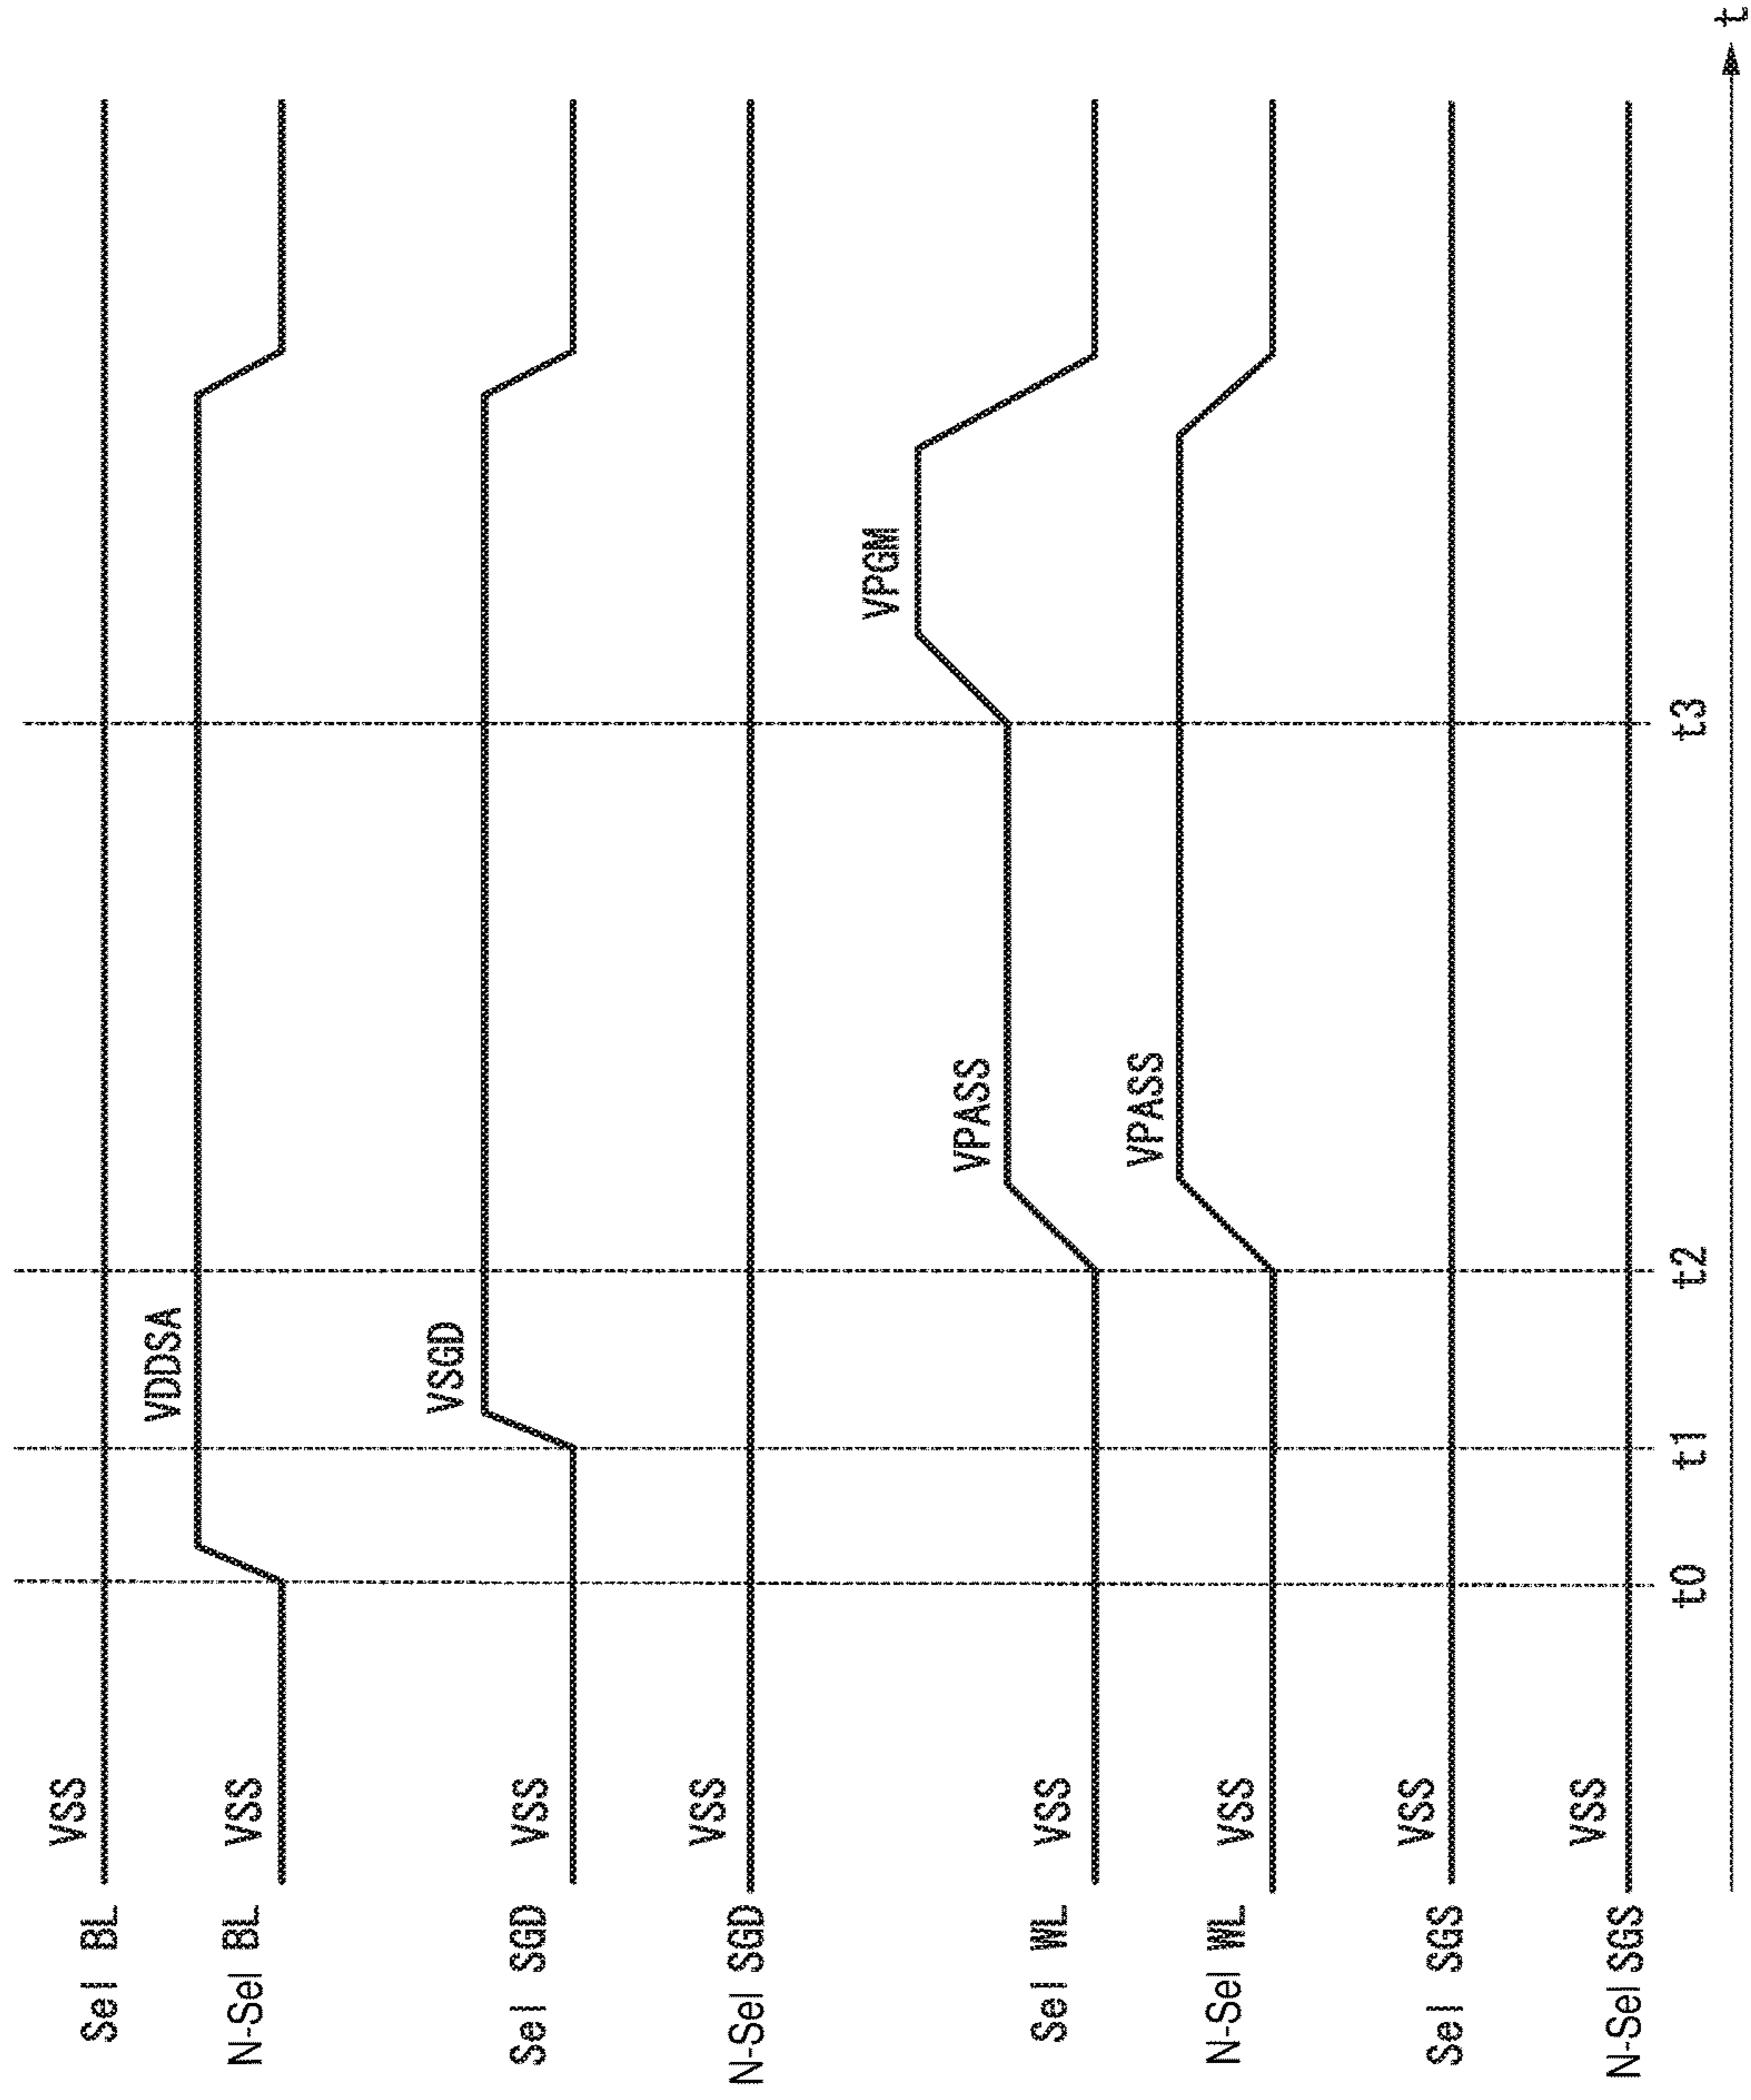 Sel BL
VSS
N-Sel BL
VSS
VDDSA
Sel SGD
VSS
VSGD
N-Sel SGD
VSS
Sel WL
VSS
VPASS
VPGM
N-Sel WL
VSS
VPASS
Sel SGS
VSS
N-Sel SGS
VSS
t0
t1
t2
t3
t